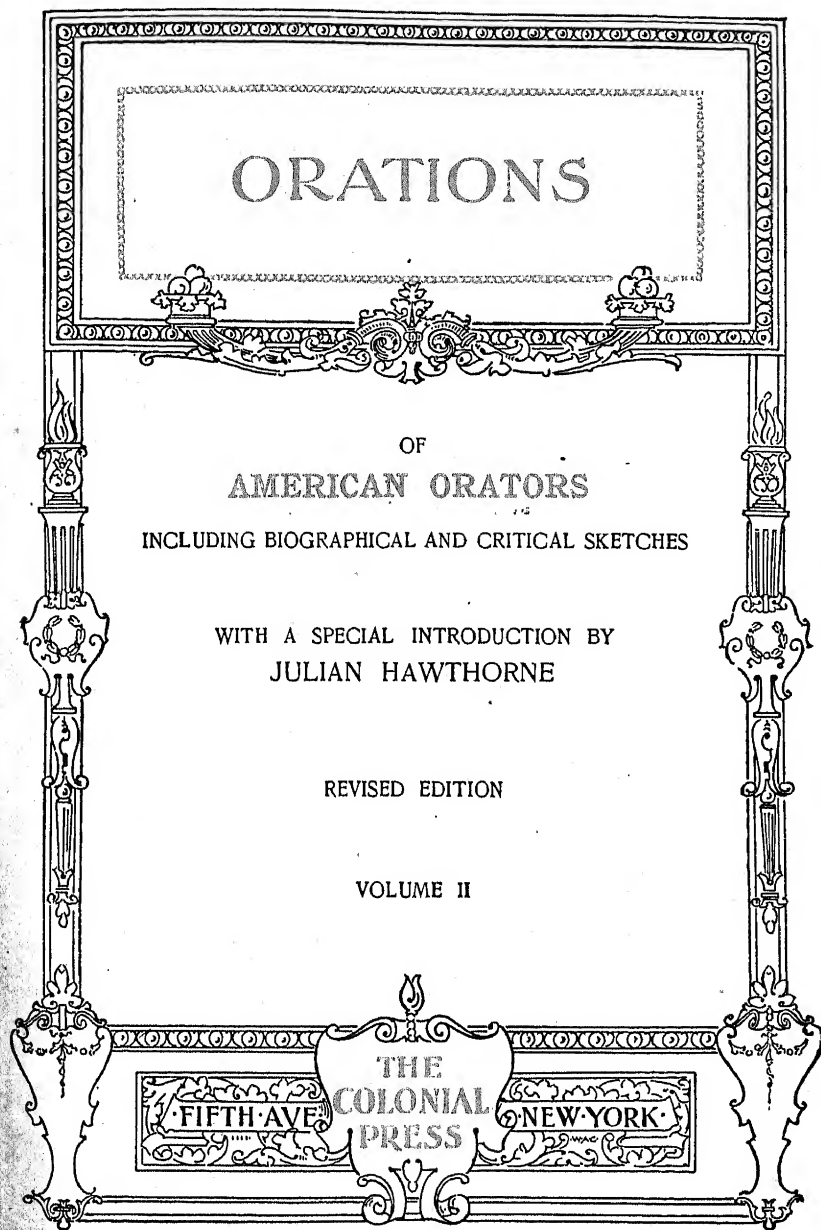 ORATIONS
OF
AMERICAN ORATORS
INCLUDING BIOGRAPHICAL AND CRITICAL SKETCHES
WITH A SPECIAL INTRODUCTION BY
JULIAN HAWTHORNE
REVISED EDITION
VOLUME II
THE
COLONIAL
PRESS
·FIFTH·AVE·
·NEW·YORK·